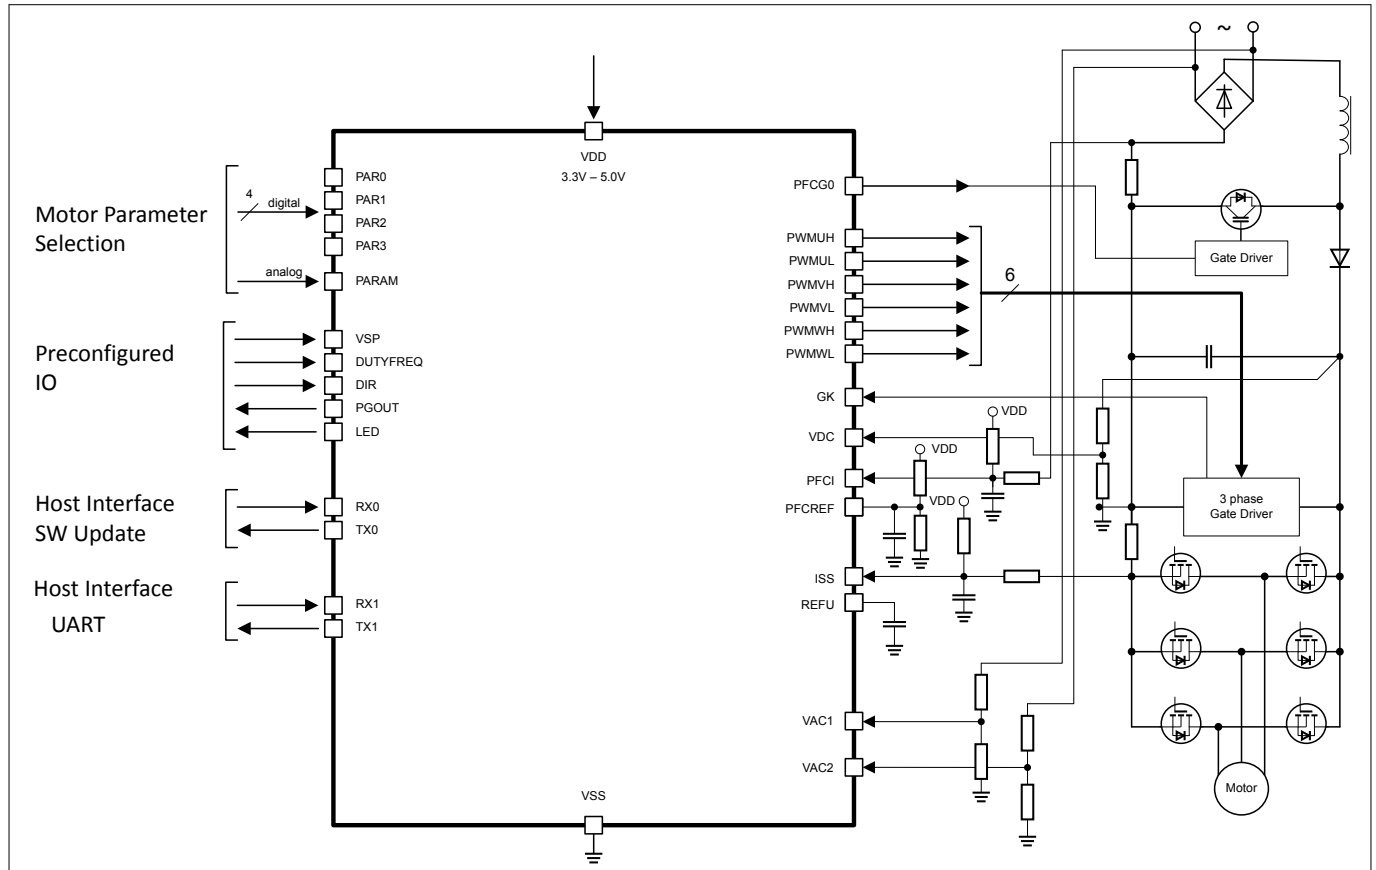 ~
VDD
3.3V – 5.0V
Motor Parameter
Selection
4
digital
analog
PAR0
PAR1
PAR2
PAR3
PARAM
Preconfigured
IO
VSP
DUTYFREQ
DIR
PGOUT
LED
Host Interface
SW Update
RX0
TX0
Host Interface
UART
RX1
TX1
VSS
PFCG0
PWMUH
PWMUL
PWMVH
PWMVL
PWMWH
PWMWL
GK
VDC
PFCI
PFCREF
ISS
REFU
VAC1
VAC2
6
VDD
VDD
VDD
Gate Driver
3 phase
Gate Driver
Motor